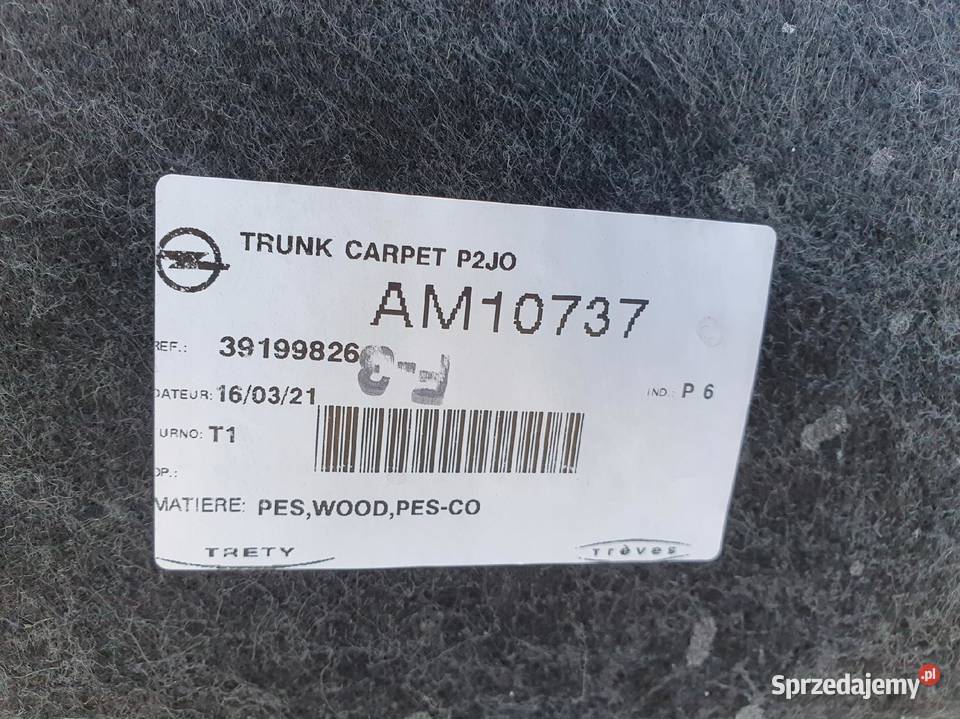 TRUNK CARPET P2JO
AM10737
REF.: 39199826
F-3
DATEUR: 16/03/21
IND.: P 6
URNO: T1
OP.:
MATIERE: PES,WOOD,PES-CO
TRETY
Trèves
Sprzedajemy.pl